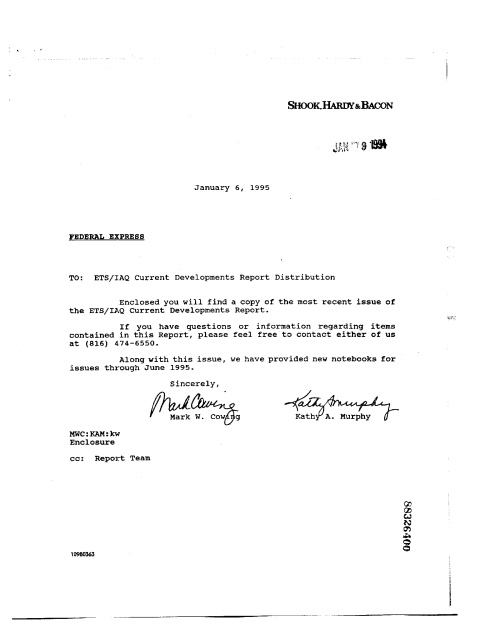 SHOOK, HARDY & BACON
JAN 9 1994
January 6, 1995
FEDERAL EXPRESS
TO: ETS/IAQ Current Developments Report Distribution
Enclosed you will find a copy of the most recent issue of
the ETS/IAQ Current Developments Report.
If you have questions or information regarding items
contained in this Report, please feel free to contact either of us
at (816) 474-6550.
Along with this issue, we have provided new notebooks for
issues through June 1995.
Sincerely,
Mark Cowing
Kathy A Murphy
Mark W. Cowing
Kathy A. Murphy
MWC:KAM:kw
Enclosure
cc: Report Team
88326400
10980363